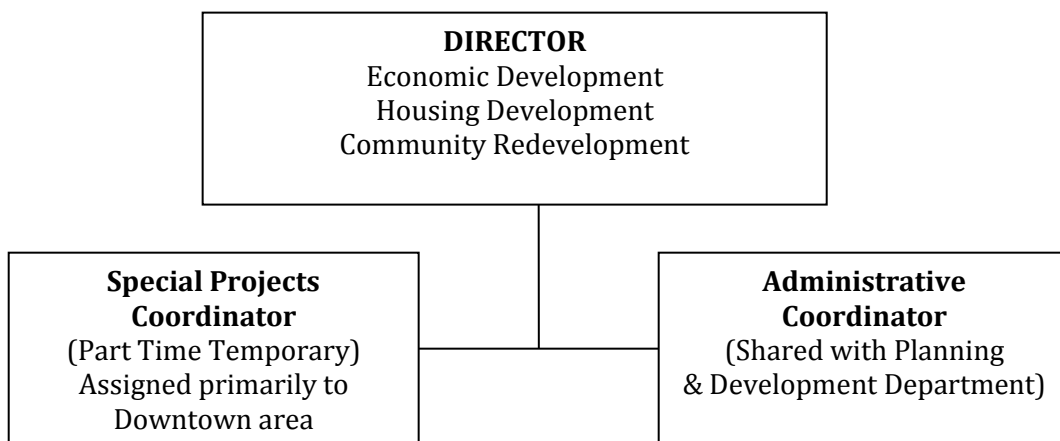 DIRECTOR
Economic Development
Housing Development
Community Redevelopment
Special Projects
Coordinator
(Part Time Temporary)
Assigned primarily to
Downtown area
Administrative
Coordinator
(Shared with Planning
& Development Department)